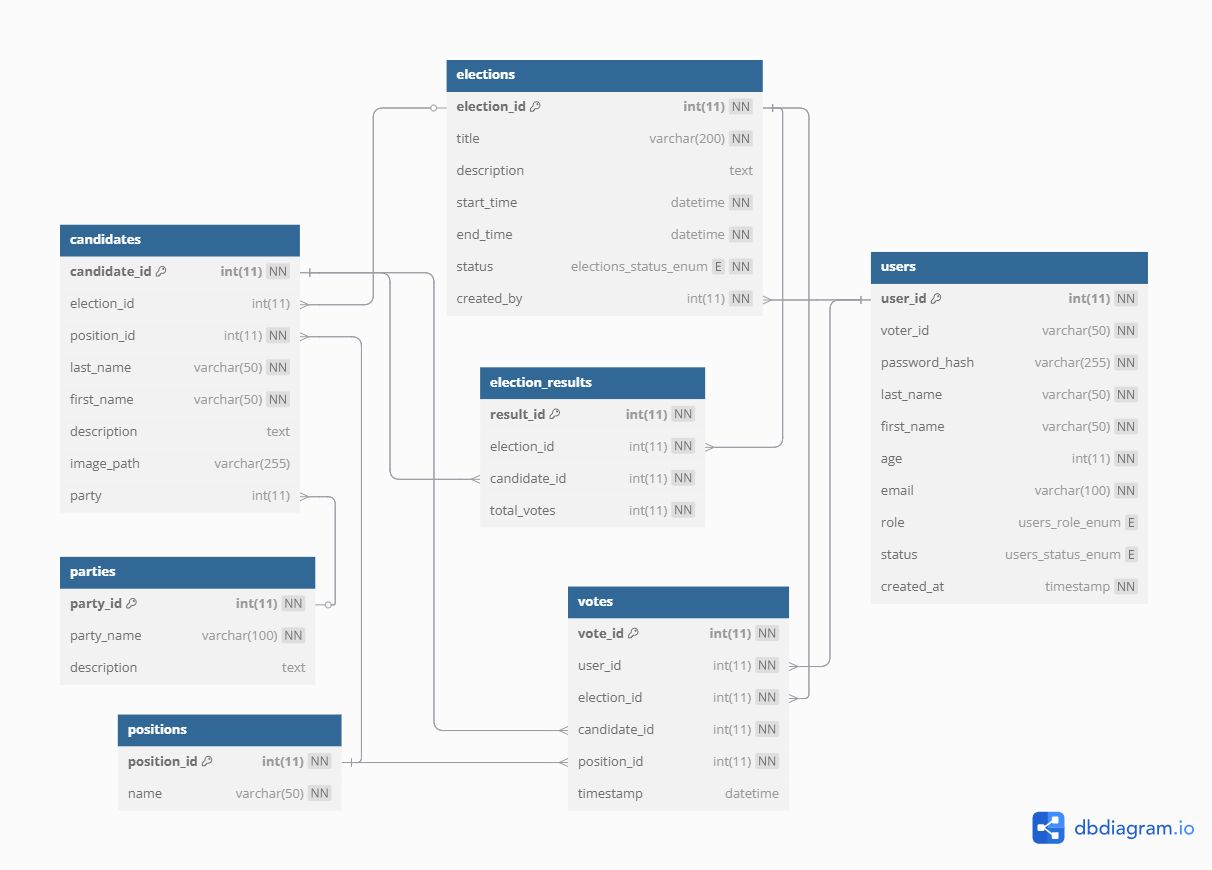 elections
election_id int(11) NN
title varchar(200) NN
description text
start_time datetime NN
end_time datetime NN
status elections_status_enum E NN
created_by int(11) NN
candidates
candidate_id int(11) NN
election_id int(11)
position_id int(11) NN
last_name varchar(50) NN
first_name varchar(50) NN
description text
image_path varchar(255)
party int(11)
users
user_id int(11) NN
voter_id varchar(50) NN
password_hash varchar(255) NN
last_name varchar(50) NN
first_name varchar(50) NN
age int(11) NN
email varchar(100) NN
role users_role_enum E
status users_status_enum E
created_at timestamp NN
election_results
result_id int(11) NN
election_id int(11) NN
candidate_id int(11) NN
total_votes int(11) NN
parties
party_id int(11) NN
party_name varchar(100) NN
description text
votes
vote_id int(11) NN
user_id int(11) NN
election_id int(11) NN
candidate_id int(11) NN
position_id int(11) NN
timestamp datetime
positions
position_id int(11) NN
name varchar(50) NN
dbdiagram.io